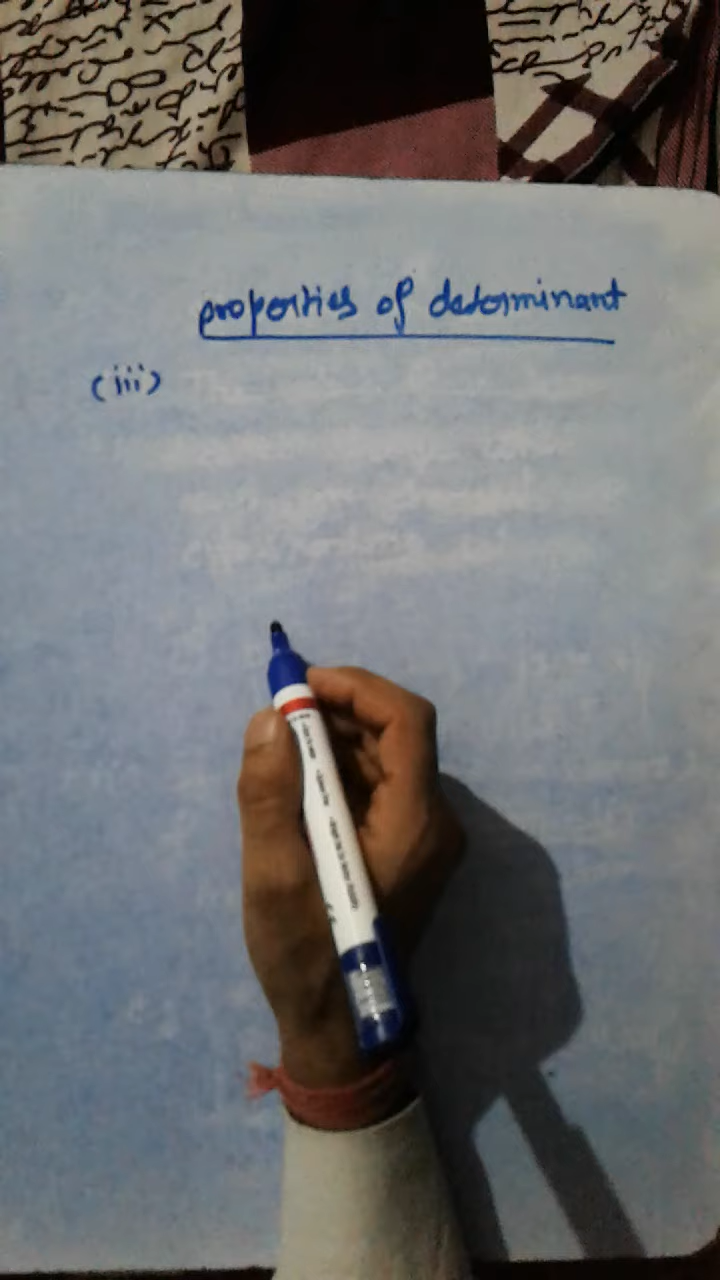 properties of determinant
(iii)